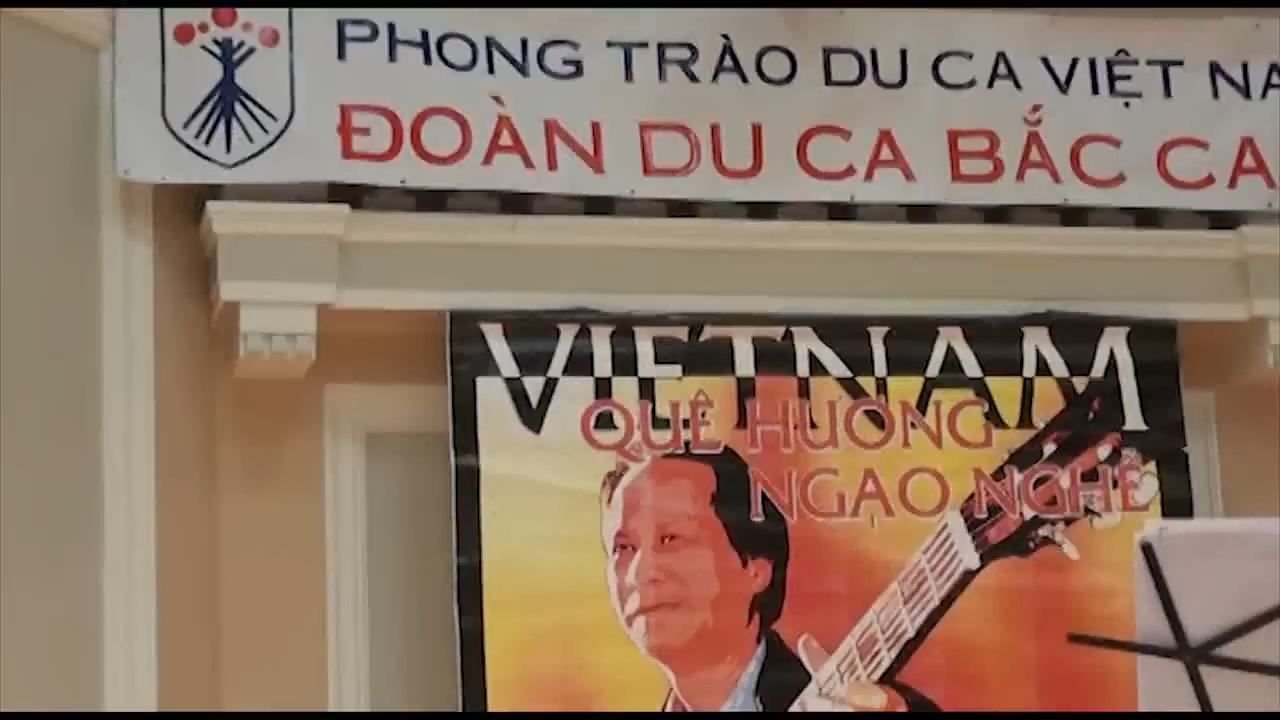 PHONG TRÀO DU CA VIỆT NA
ĐOÀN DU CA BẮC CA
VIETNAM
QUÊ HƯƠNG
NGẠO NGHỄ